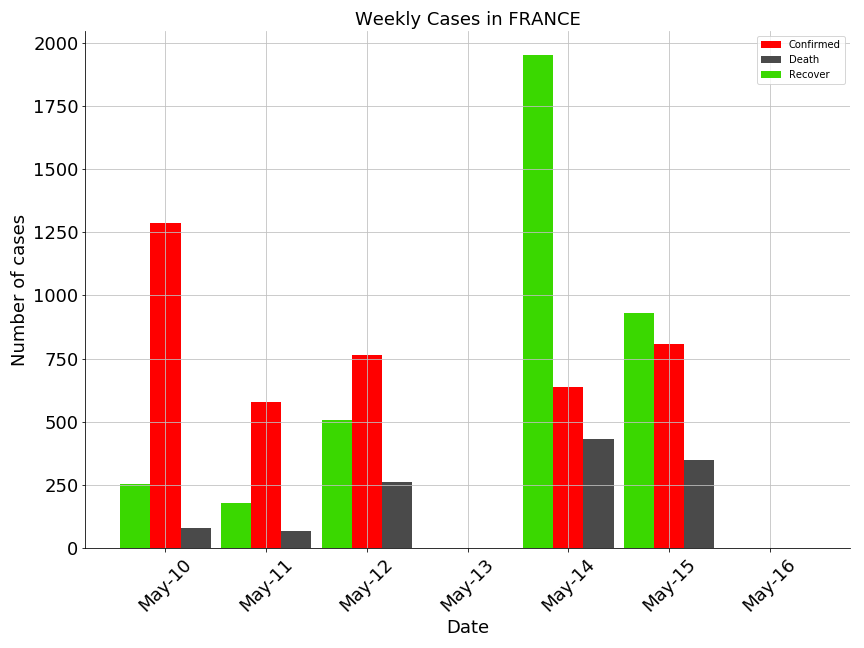 Weekly Cases in FRANCE
Confirmed
Death
Recover
Number of cases
2000
1750
1500
1250
1000
750
500
250
0
May-10
May-11
May-12
May-13
May-14
May-15
May-16
Date